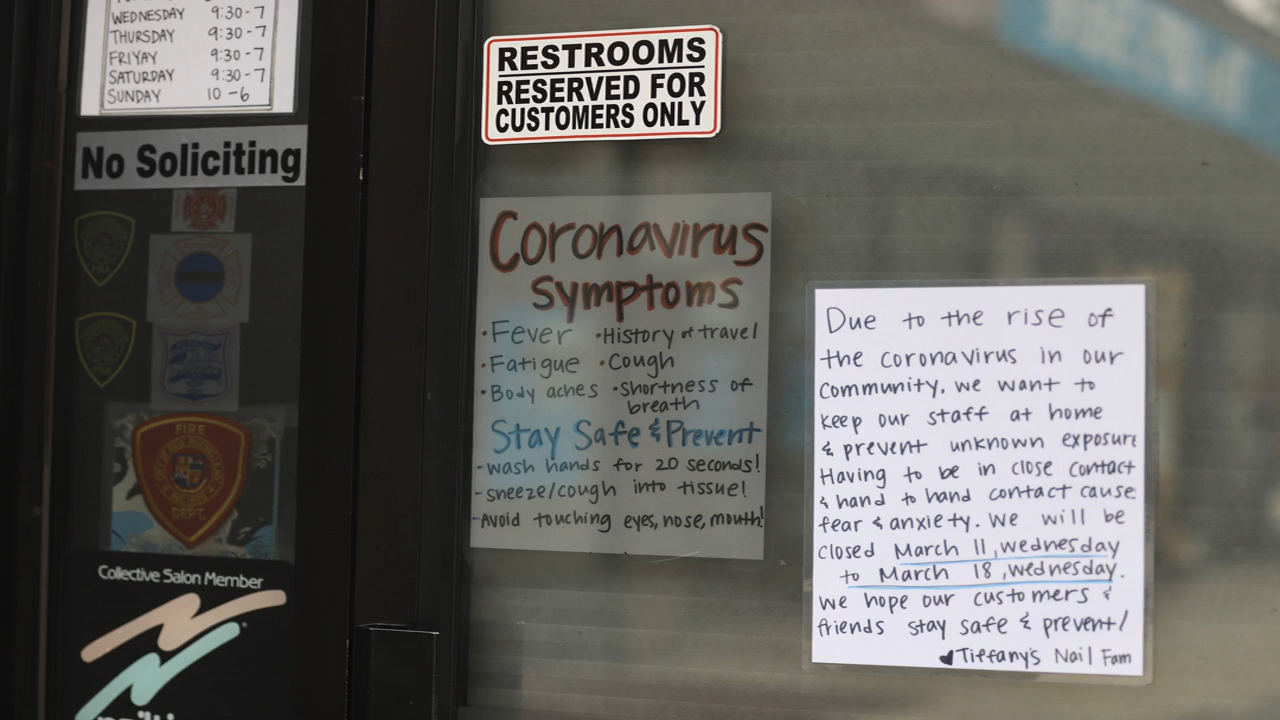 WEDNESDAY 9:30-7
THURSDAY 9:30-7
FRIYAY 9:30-7
SATURDAY 9:30-7
SUNDAY 10-6
No Soliciting
FIRE
DEPT.
Collective Salon Member
RESTROOMS
RESERVED FOR
CUSTOMERS ONLY
Coronavirus
Symptoms
·Fever ·History of travel
·Fatigue ·Cough
·Body aches ·Shortness of
breath
Stay Safe & Prevent
-wash hands for 20 seconds!
-sneeze/cough into tissue!
-Avoid touching eyes, nose, mouth!
Due to the rise of
the coronavirus in our
community. we want to
keep our staff at home
& prevent unknown exposure
Having to be in close contact
& hand to hand contact cause
fear & anxiety. We will be
closed March 11, wednesday
to March 18, wednesday.
we hope our customers &
friends stay safe & prevent!
♥Tiffany's Nail Fam